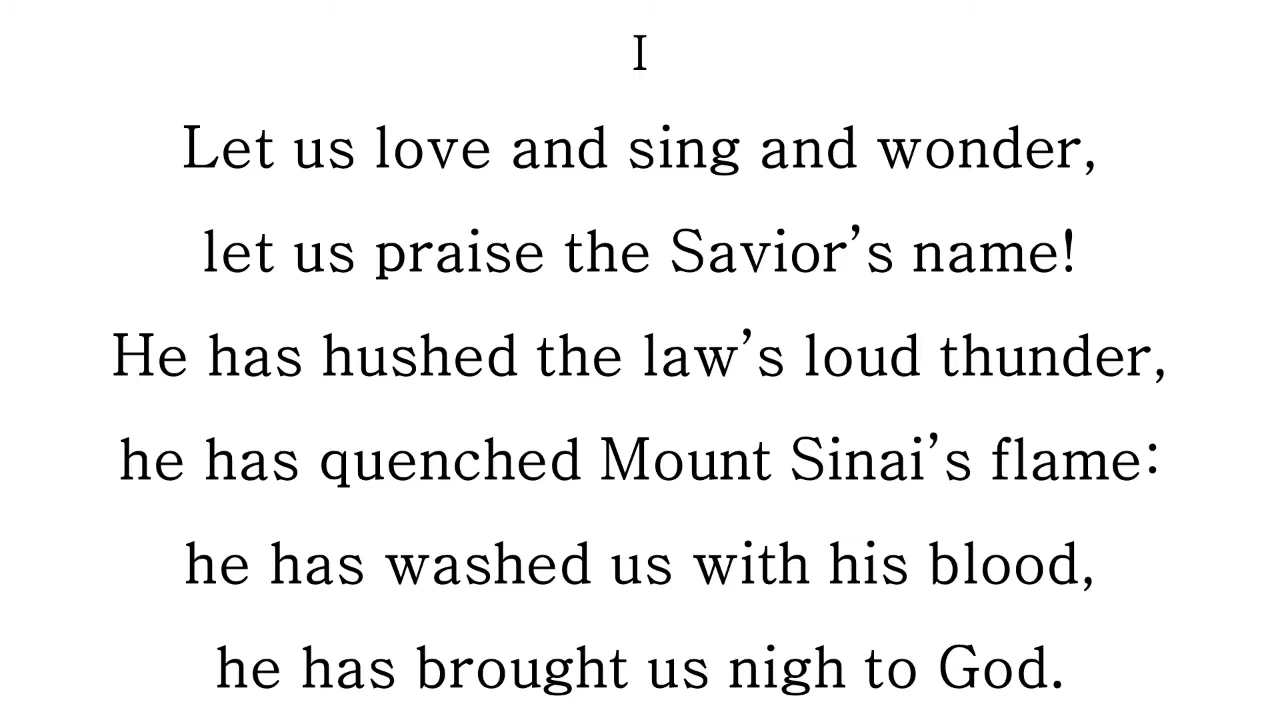 I
Let us love and sing and wonder,
let us praise the Savior’s name!
He has hushed the law’s loud thunder,
he has quenched Mount Sinai’s flame:
he has washed us with his blood,
he has brought us nigh to God.